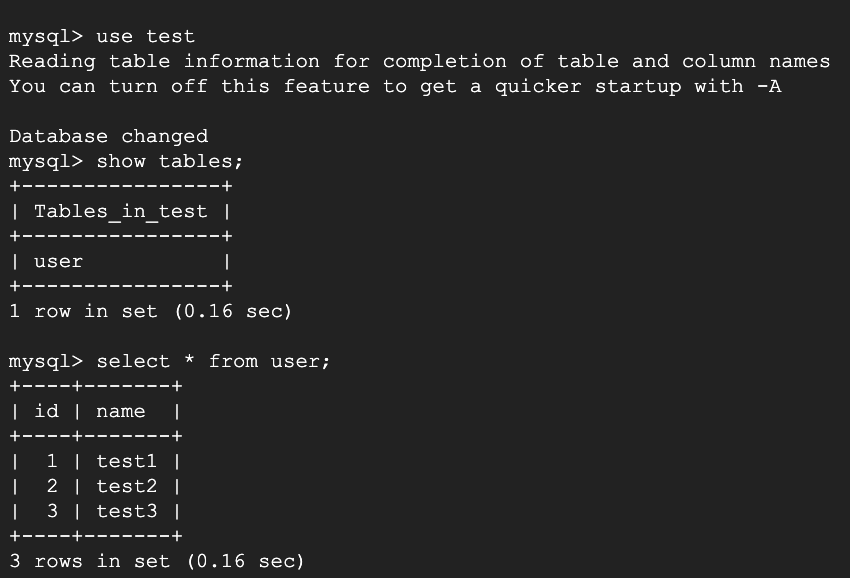 mysql> use test
Reading table information for completion of table and column names
You can turn off this feature to get a quicker startup with -A

Database changed
mysql> show tables;
+----------------+
| Tables_in_test |
+----------------+
| user           |
+----------------+
1 row in set (0.16 sec)

mysql> select * from user;
+----+-------+
| id | name  |
+----+-------+
|  1 | test1 |
|  2 | test2 |
|  3 | test3 |
+----+-------+
3 rows in set (0.16 sec)